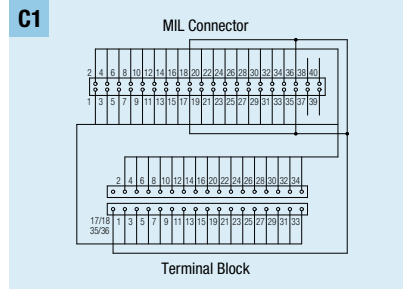 C1
MIL Connector
2 4 6 8 10 12 14 16 18 20 22 24 26 28 30 32 34 36 38 40
1 3 5 7 9 11 13 15 17 19 21 23 25 27 29 31 33 35 37 39
2 4 6 8 10 12 14 16 20 22 24 26 28 30 32 34
17/18 1 3 5 7 9 11 13 15 19 21 23 25 27 29 31 33
35/36
Terminal Block